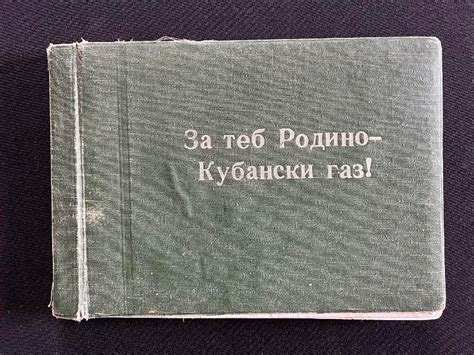 За теб Родино-
Кубански газ!